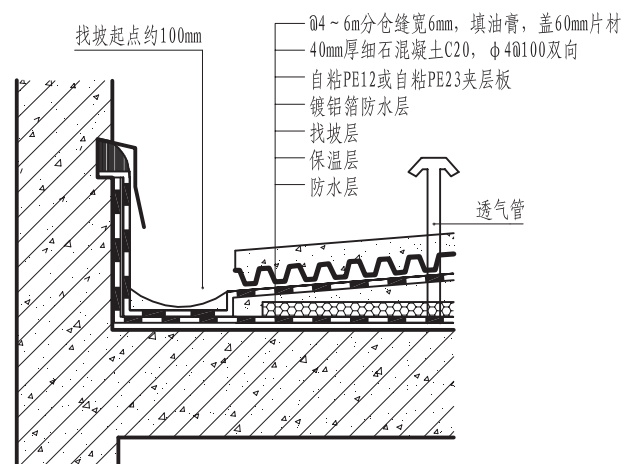 @4~6m分仓缝宽6mm，填油膏，盖60mm片材
找坡起点约100mm
40mm厚细石混凝土C20，ф4@100双向
自粘PE12或自粘PE23夹层板
镀铝箔防水层
找坡层
保温层
防水层
透气管